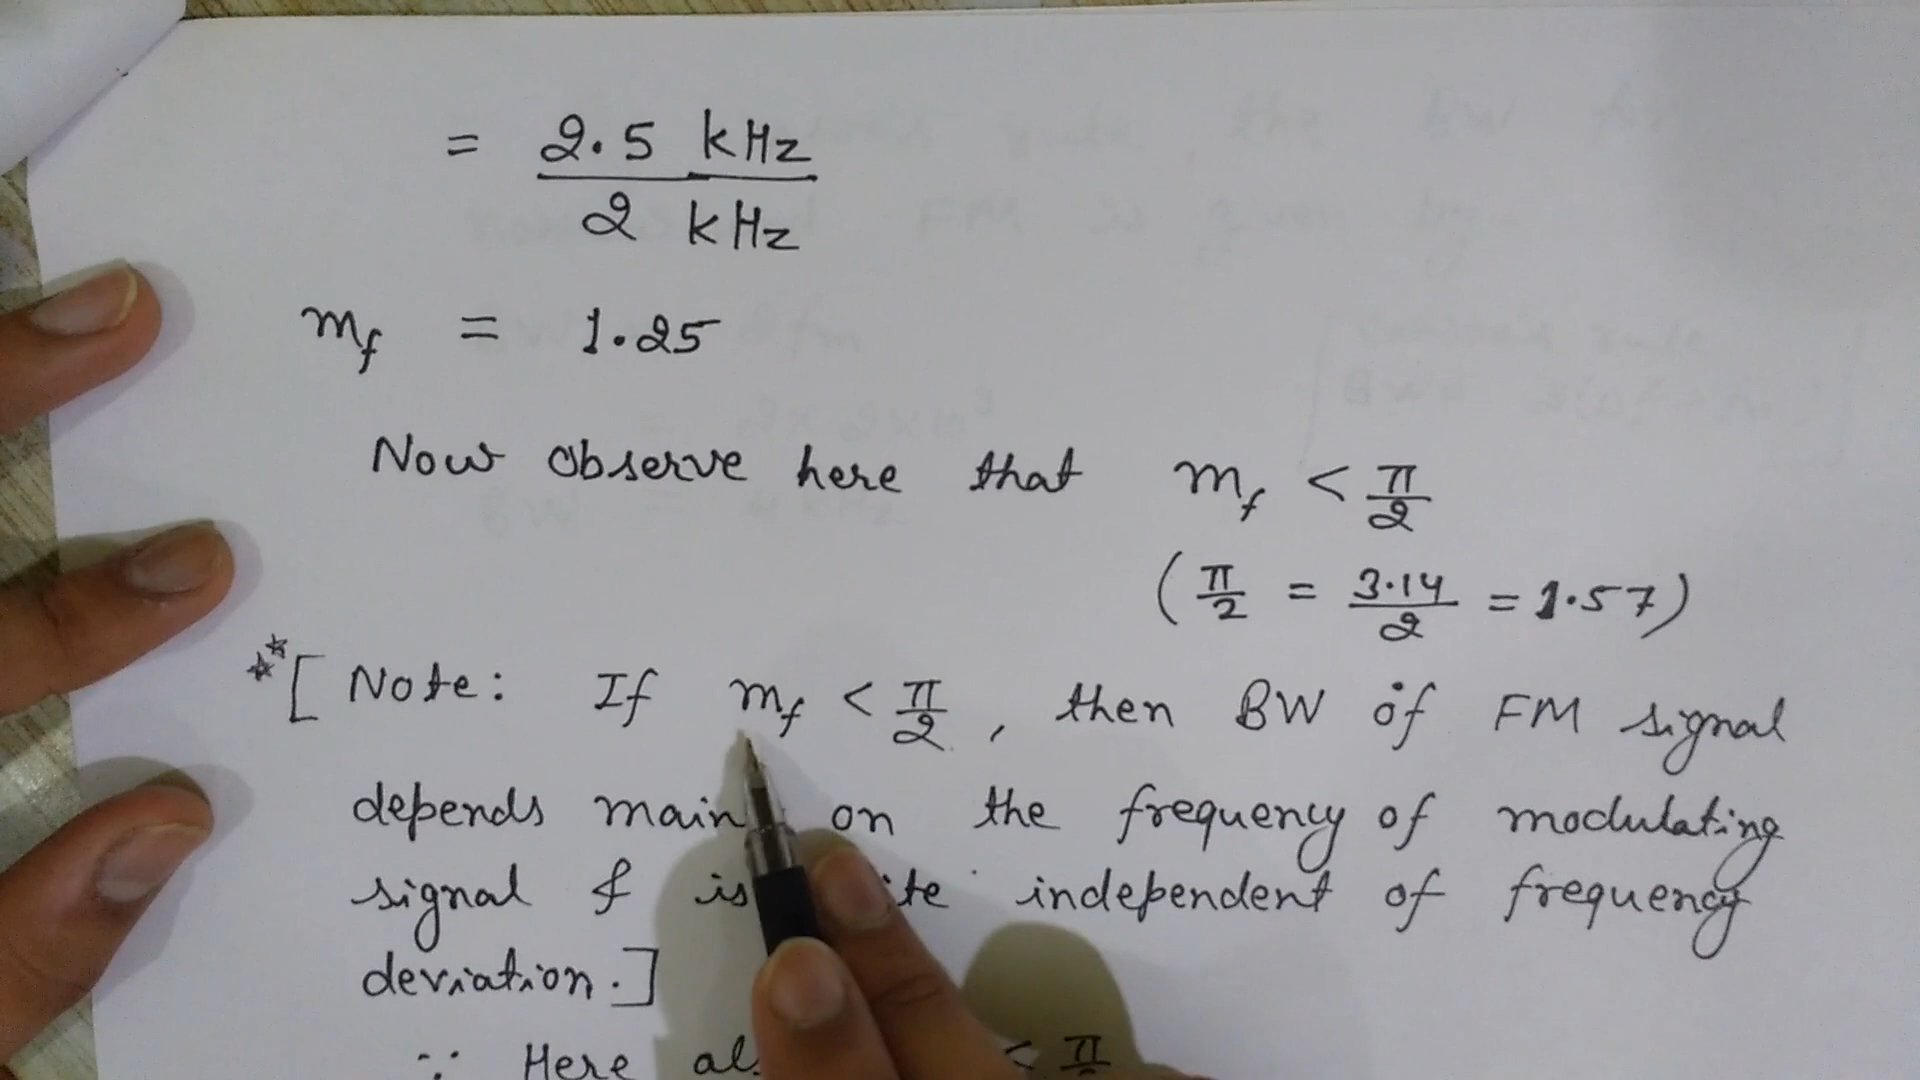 = 2.5 kHz / 2 kHz
mf = 1.25
Now observe here that mf < π/2
(π/2 = 3.14/2 = 1.57)
**[Note: If mf < π/2, then BW of FM signal
depends main on the frequency of modulating
signal & is independent of frequency
deviation.]
∵ Here < π